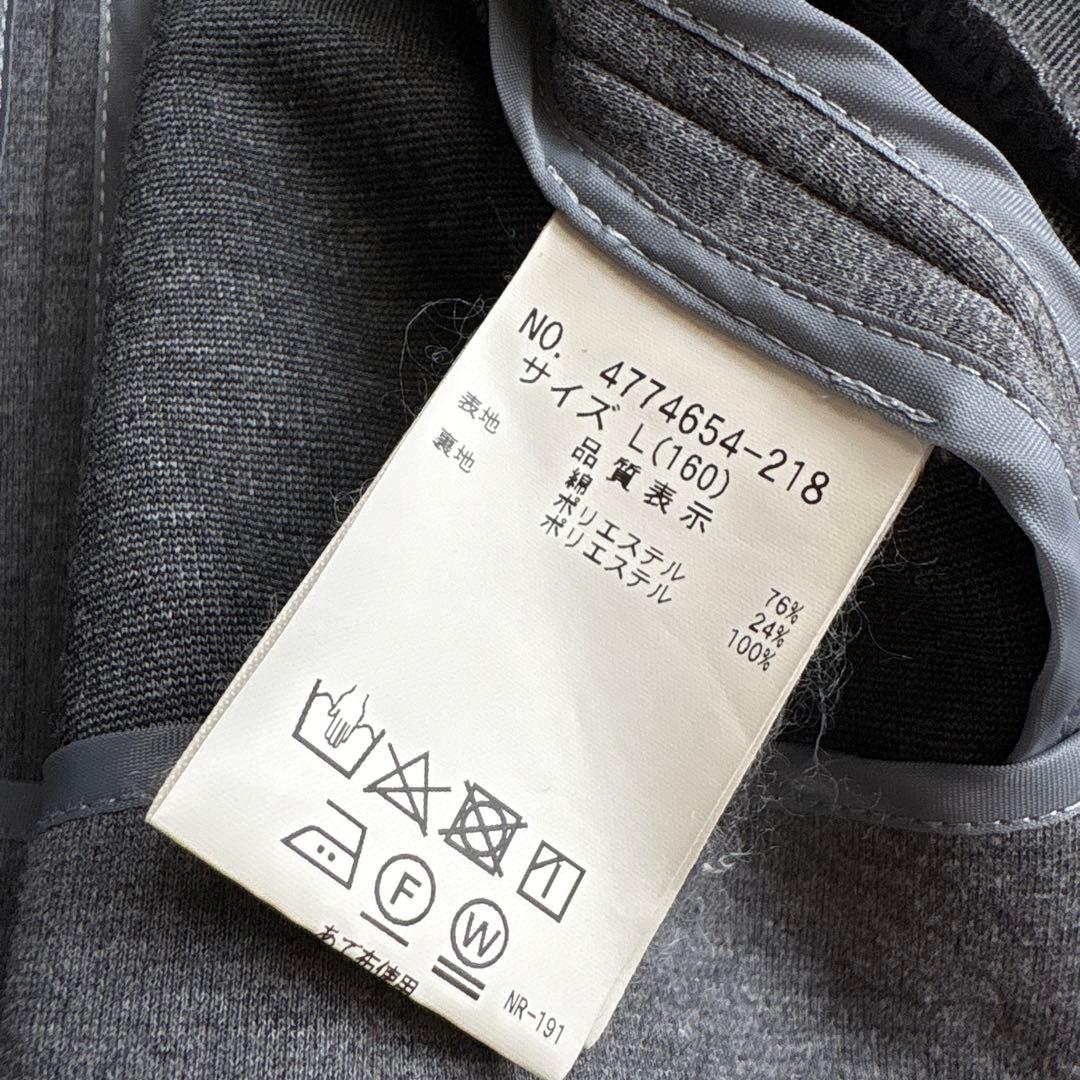 NO. 4774654-218
サイズ L(160)
品質表示
表地 綿 76%
ポリエステル 24%
裏地 ポリエステル 100%
F
W
あて布使用
NR-191